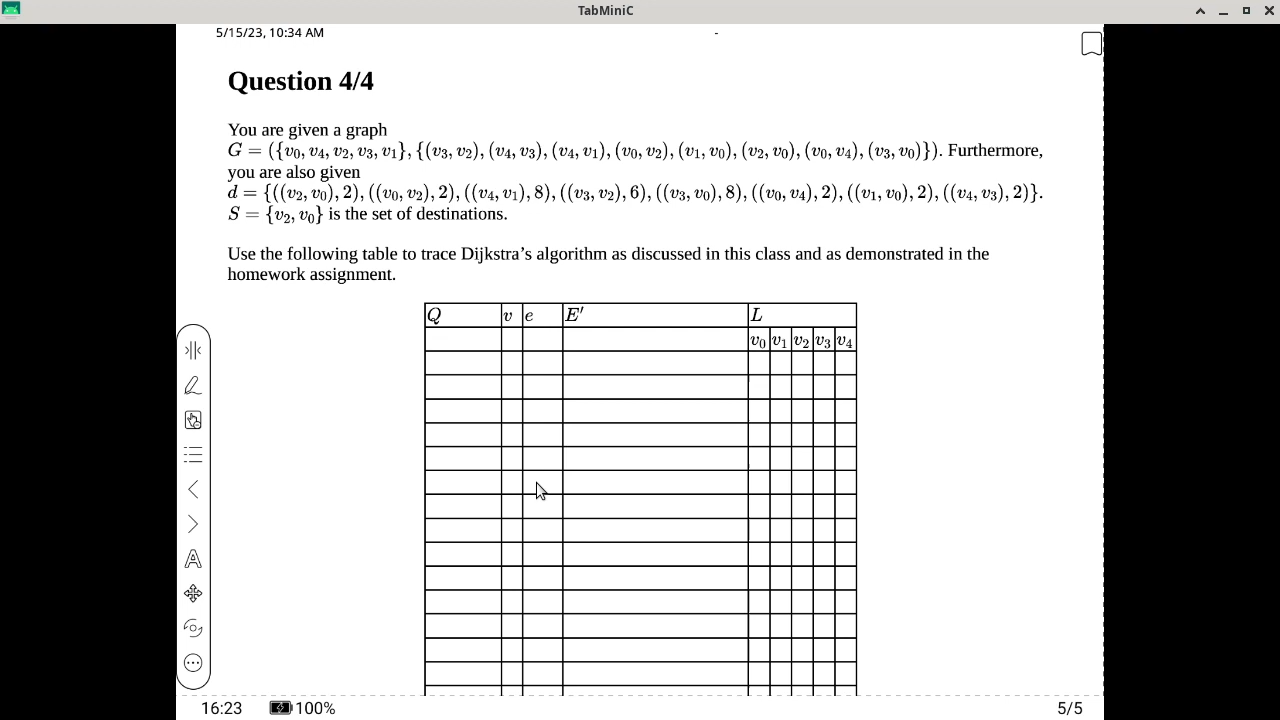 TabMiniC
5/15/23, 10:34 AM
-
Question 4/4
You are given a graph
G = ({v₀, v₄, v₂, v₃, v₁}, {(v₃, v₂), (v₄, v₃), (v₄, v₁), (v₀, v₂), (v₁, v₀), (v₂, v₀), (v₀, v₄), (v₃, v₀)}). Furthermore,
you are also given
d = {((v₂, v₀), 2), ((v₀, v₂), 2), ((v₄, v₁), 8), ((v₃, v₂), 6), ((v₃, v₀), 8), ((v₀, v₄), 2), ((v₁, v₀), 2), ((v₄, v₃), 2)}.
S = {v₂, v₀} is the set of destinations.
Use the following table to trace Dijkstra’s algorithm as discussed in this class and as demonstrated in the
homework assignment.
Q v e E′ L
v₀ v₁ v₂ v₃ v₄
A
16:23 100% 5/5